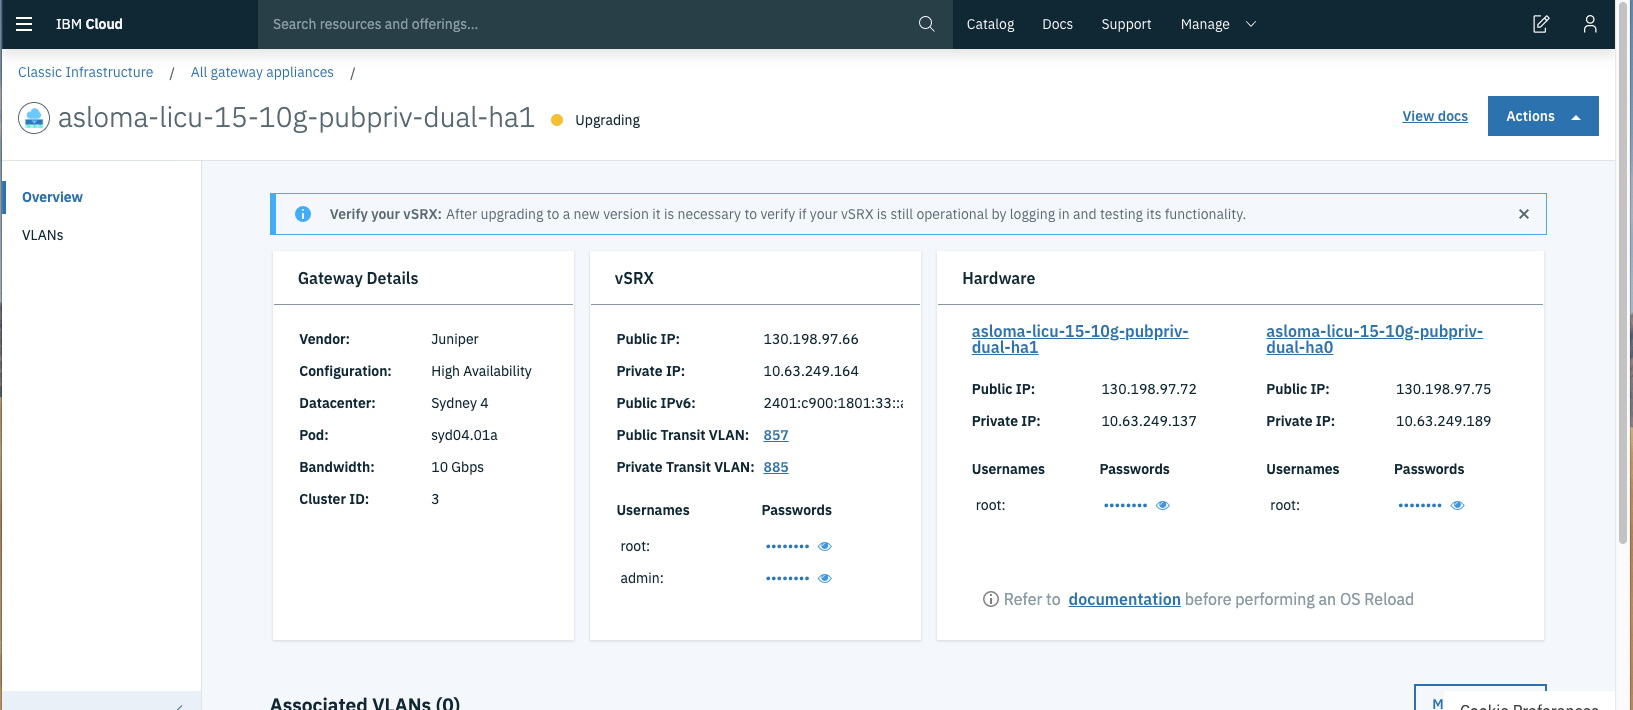 IBM Cloud Search resources and offerings... Catalog Docs Support Manage
Classic Infrastructure / All gateway appliances /
asloma-licu-15-10g-pubpriv-dual-ha1 Upgrading View docs Actions
Overview
VLANs
Verify your vSRX: After upgrading to a new version it is necessary to verify if your vSRX is still operational by logging in and testing its functionality.
Gateway Details
Vendor: Juniper
Configuration: High Availability
Datacenter: Sydney 4
Pod: syd04.01a
Bandwidth: 10 Gbps
Cluster ID: 3
vSRX
Public IP: 130.198.97.66
Private IP: 10.63.249.164
Public IPv6: 2401:c900:1801:33::
Public Transit VLAN: 857
Private Transit VLAN: 885
Usernames Passwords
root: ••••••••
admin: ••••••••
Hardware
asloma-licu-15-10g-pubpriv-
dual-ha1
Public IP: 130.198.97.72
Private IP: 10.63.249.137
Usernames Passwords
root: ••••••••
asloma-licu-15-10g-pubpriv-
dual-ha0
Public IP: 130.198.97.75
Private IP: 10.63.249.189
Usernames Passwords
root: ••••••••
Refer to documentation before performing an OS Reload
Associated VLANs (0)
Cookie Preferences